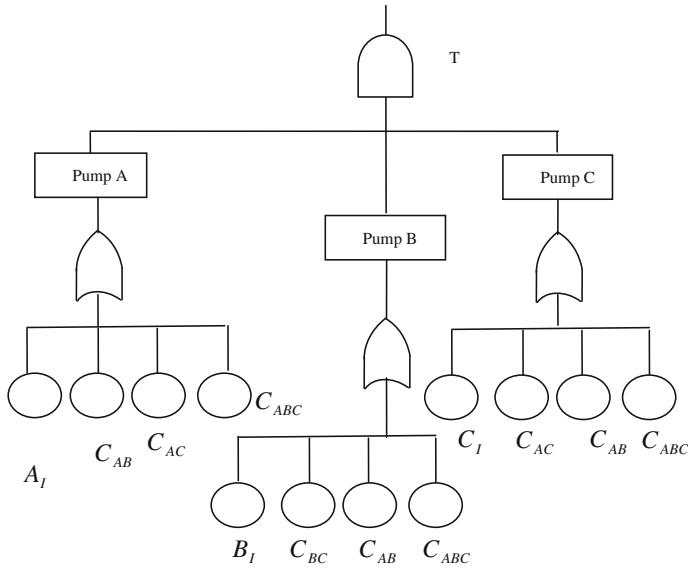 T
Pump A
Pump C
Pump B
A_I C_AB C_AC C_ABC
C_I C_AC C_AB C_ABC
B_I C_BC C_AB C_ABC